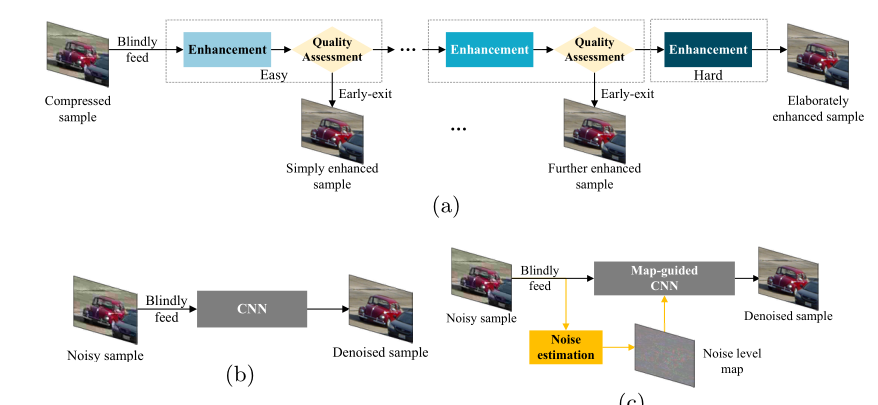 Blindly
feed
Enhancement
Quality
Assessment
Easy
...
Enhancement
Quality
Assessment
Enhancement
Hard
Compressed
sample
Early-exit
Early-exit
Elaborately
enhanced sample
Simply enhanced
sample
...
Further enhanced
sample
(a)
Blindly
feed
CNN
Noisy sample
Denoised sample
(b)
Blindly
feed
Map-guided
CNN
Noisy sample
Denoised sample
Noise
estimation
Noise level
map
(c)